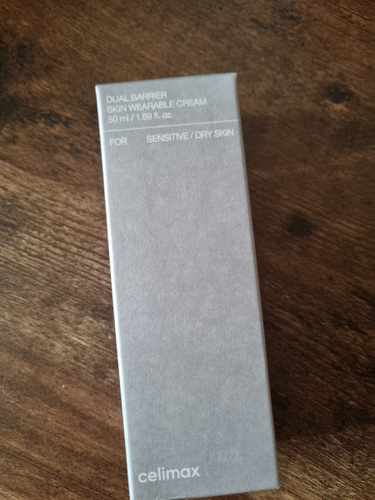 DUAL BARRIER
SKIN WEARABLE CREAM
50 ml / 1.69 fl. oz.
FOR SENSITIVE / DRY SKIN
celimax